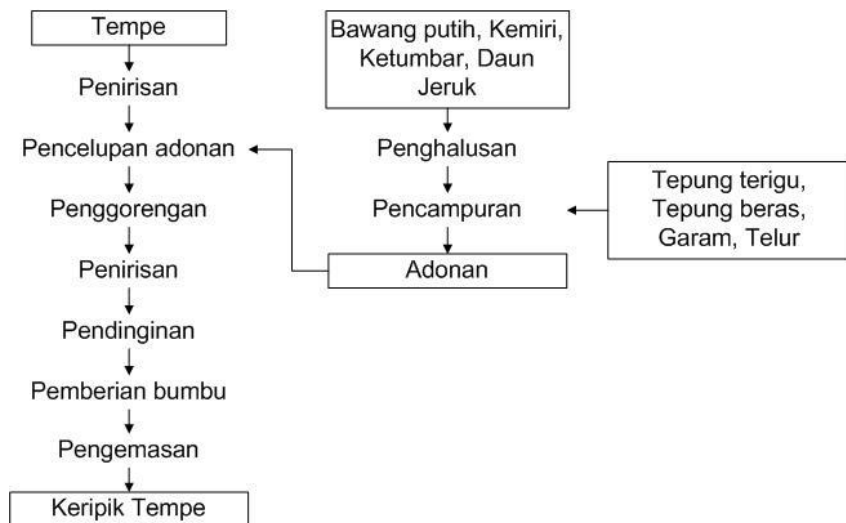 Tempe
Penirisan
Pencelupan adonan
Penggorengan
Penirisan
Pendinginan
Pemberian bumbu
Pengemasan
Keripik Tempe
Bawang putih, Kemiri,
Ketumbar, Daun
Jeruk
Penghalusan
Pencampuran
Adonan
Tepung terigu,
Tepung beras,
Garam, Telur